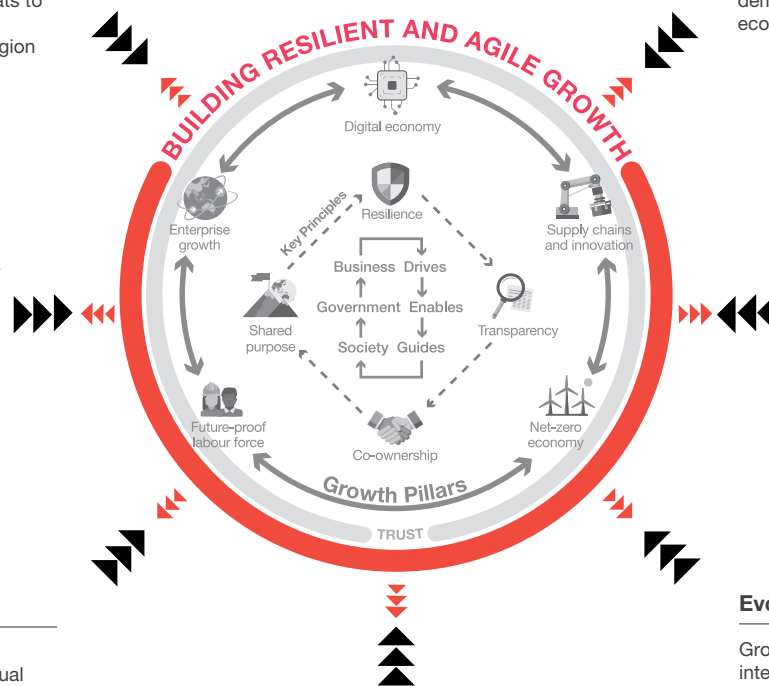 ats to
gion
dem
econ
BUILDING RESILIENT AND AGILE GROWTH
Digital economy
Enterprise
growth
Supply chains
and innovation
Key Principles
Resilience
Business Drives
Government Enables
Society Guides
Shared
purpose
Transparency
Co-ownership
Future-proof
labour force
Net-zero
economy
Growth Pillars
TRUST
ual
Eve
Gro
inte